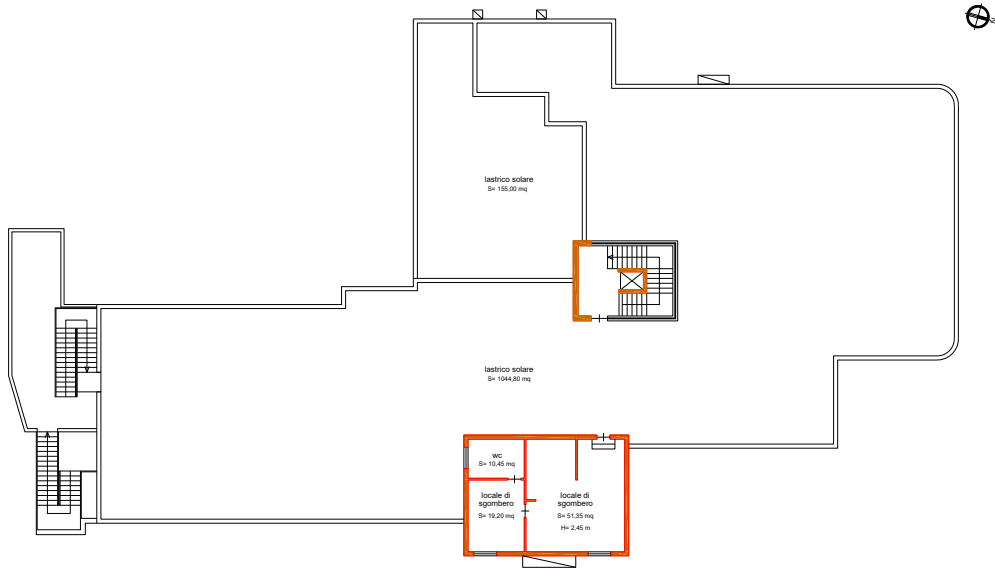 N
lastrico solare
S= 155,00 mq
lastrico solare
S= 1044,80 mq
wc
S= 10,45 mq
locale di
sgombero
S= 19,20 mq
locale di
sgombero
S= 51,35 mq
H= 2,45 m